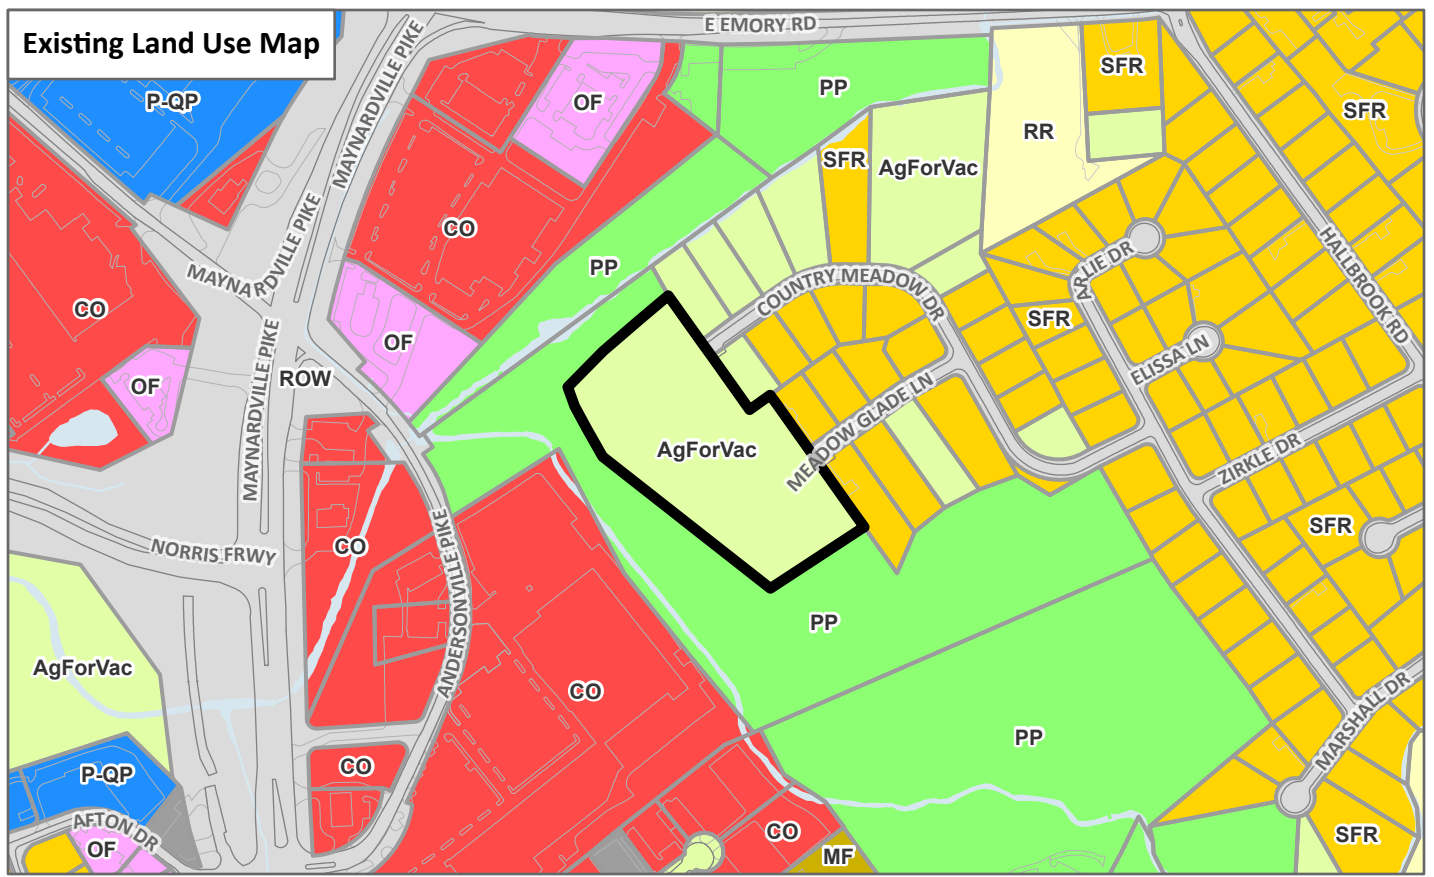 Existing Land Use Map
E EMORY RD
MAYNARDVILLE PIKE
P-QP
OF
PP
SFR
SFR
RR
SFR
AgForVac
CO
MAYNARDVILLE PIKE
MAYNARDVILLE PIKE
PP
COUNTRY MEADOW DR
ARLIE DR
HALLBROOK RD
CO
SFR
OF
ELISSA LN
OF
ROW
MAYNARDVILLE PIKE
MEADOW GLADE LN
AgForVac
ZIRKLE DR
SFR
NORRIS FRWY
CO
ANDERSONVILLE PIKE
PP
AgForVac
CO
MARSHALL DR
PP
CO
P-QP
AFTON DR
OF
CO
MF
SFR